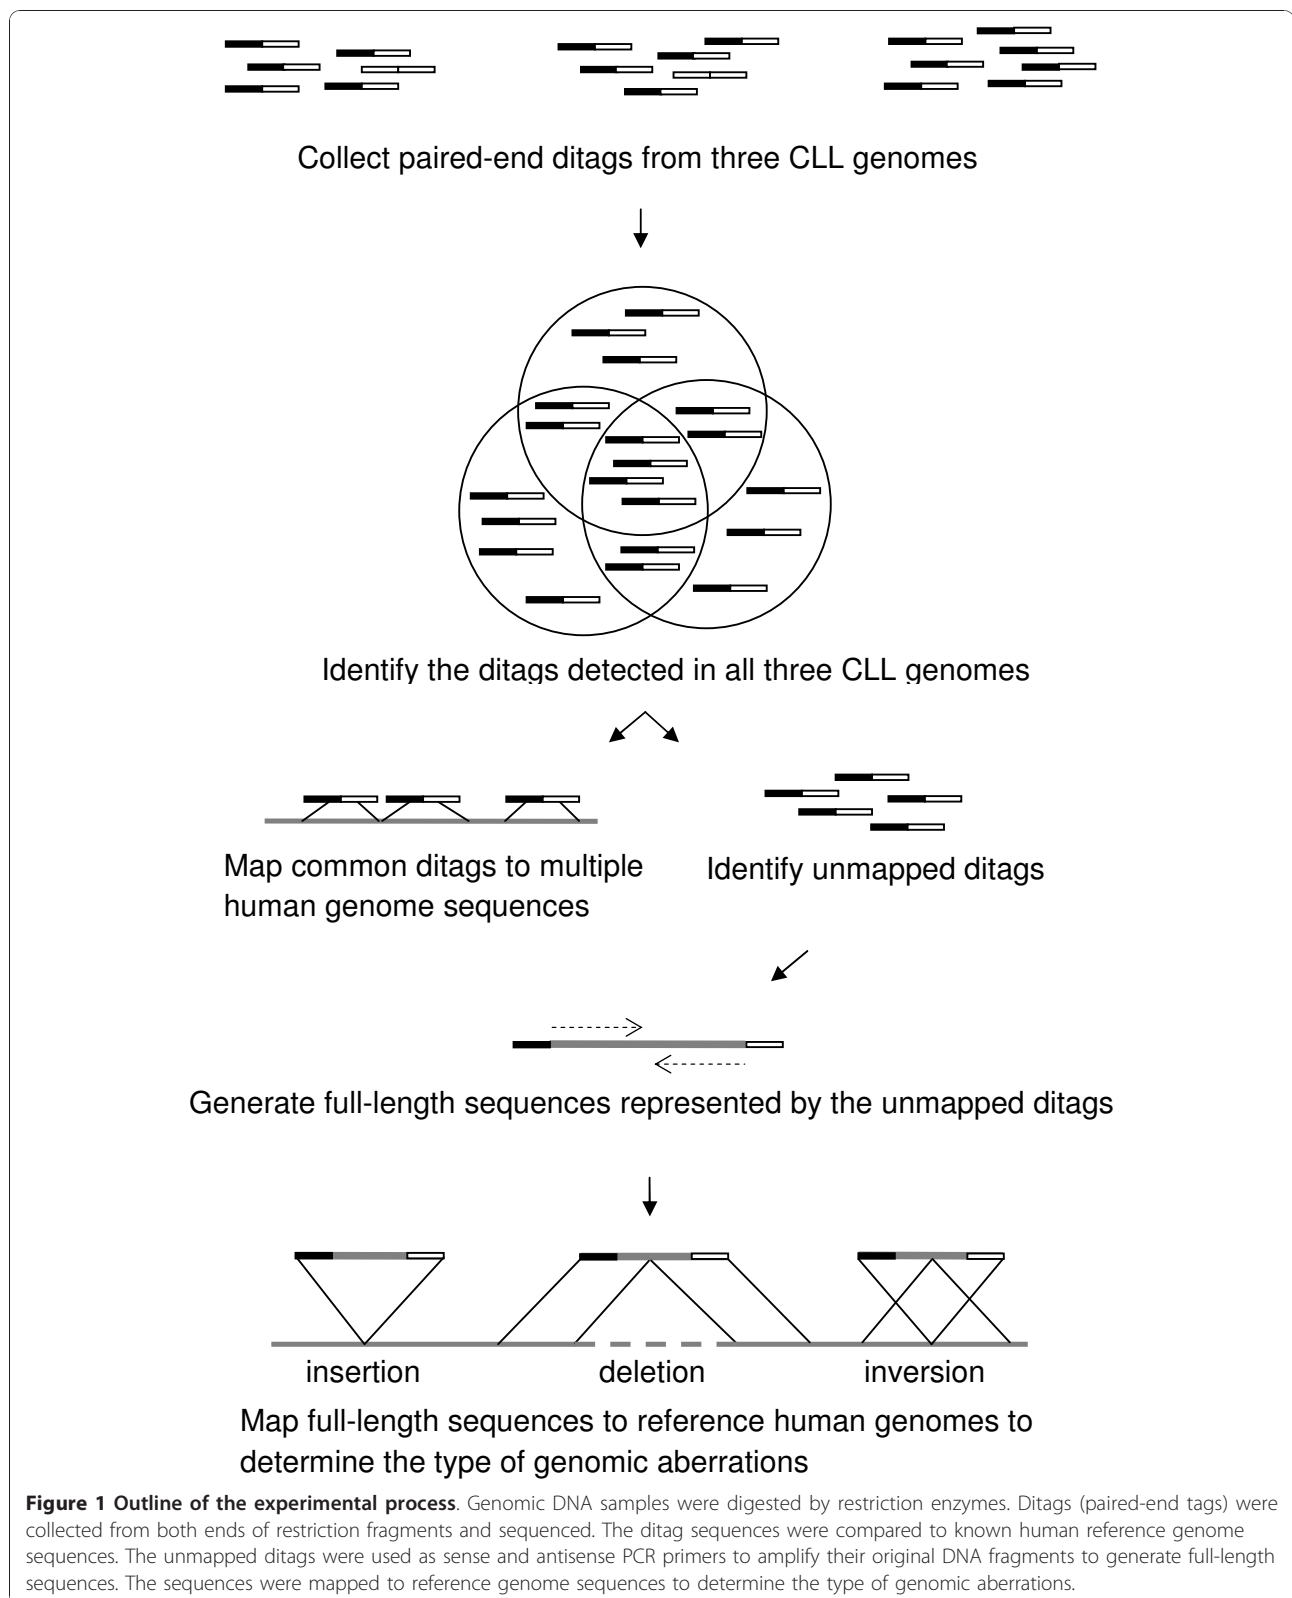 Collect paired-end ditags from three CLL genomes
Identify the ditags detected in all three CLL genomes
Map common ditags to multiple
human genome sequences
Identify unmapped ditags
Generate full-length sequences represented by the unmapped ditags
insertion
deletion
inversion
Map full-length sequences to reference human genomes to
determine the type of genomic aberrations
Figure 1 Outline of the experimental process. Genomic DNA samples were digested by restriction enzymes. Ditags (paired-end tags) were
collected from both ends of restriction fragments and sequenced. The ditag sequences were compared to known human reference genome
sequences. The unmapped ditags were used as sense and antisense PCR primers to amplify their original DNA fragments to generate full-length
sequences. The sequences were mapped to reference genome sequences to determine the type of genomic aberrations.